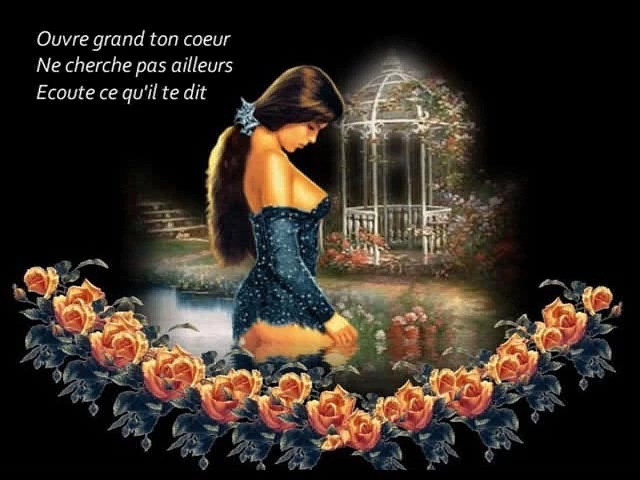 Ouvre grand ton coeur
Ne cherche pas ailleurs
Ecoute ce qu'il te dit